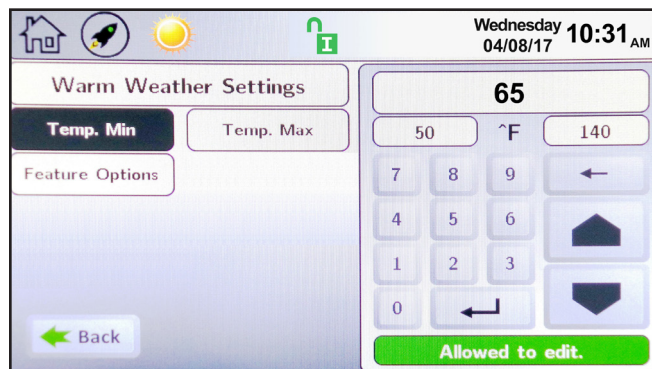 I
Wednesday
04/08/17
10:31 AM
Warm Weather Settings
Temp. Min
Temp. Max
Feature Options
Back
65
50
^F
140
7 8 9
4 5 6
1 2 3
0
Allowed to edit.